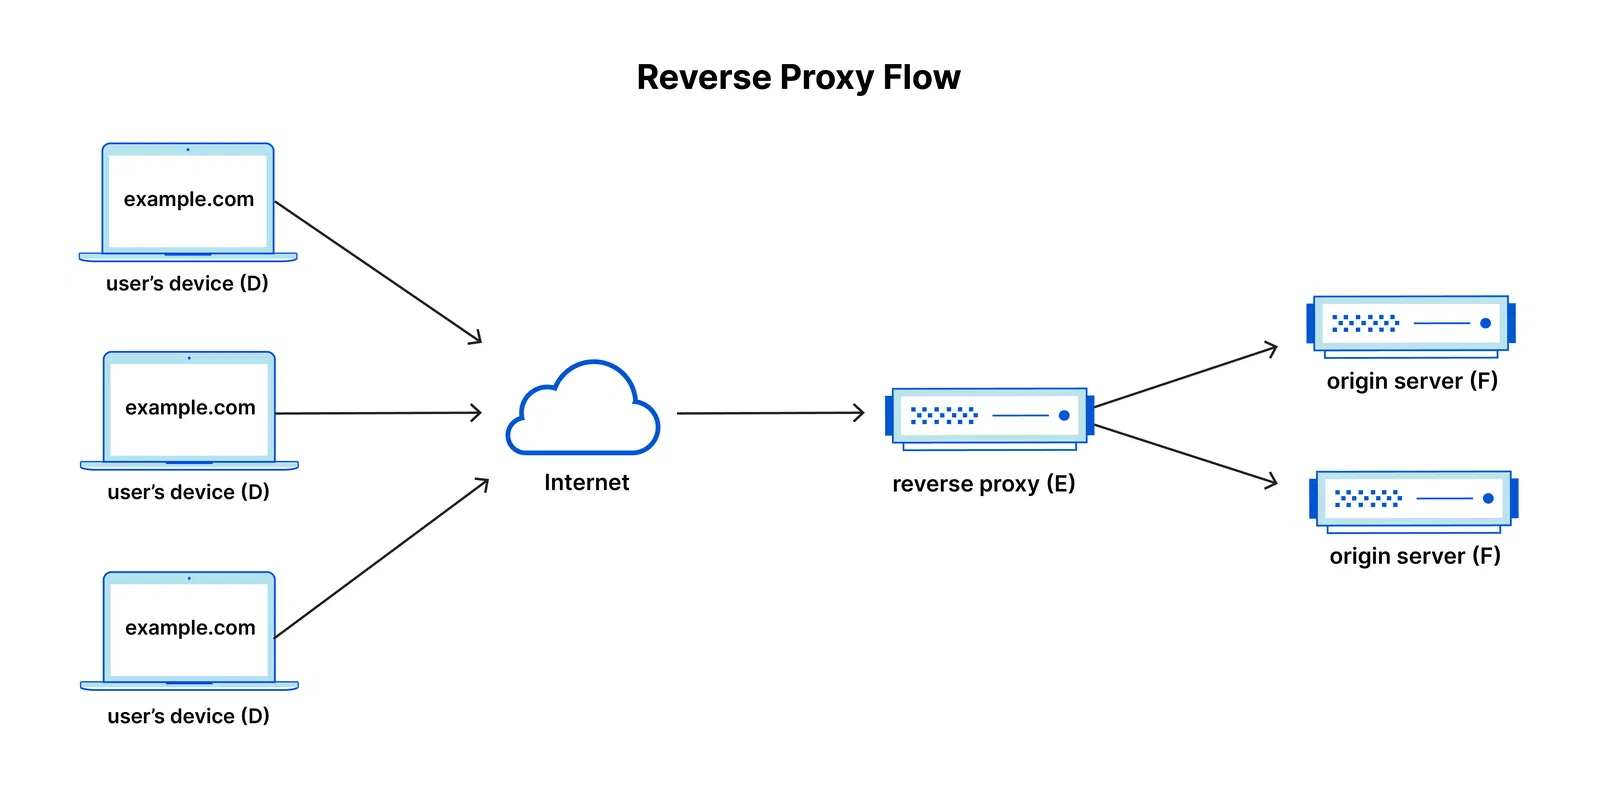 Reverse Proxy Flow
example.com
user’s device (D)
example.com
user’s device (D)
example.com
user’s device (D)
Internet
reverse proxy (E)
origin server (F)
origin server (F)